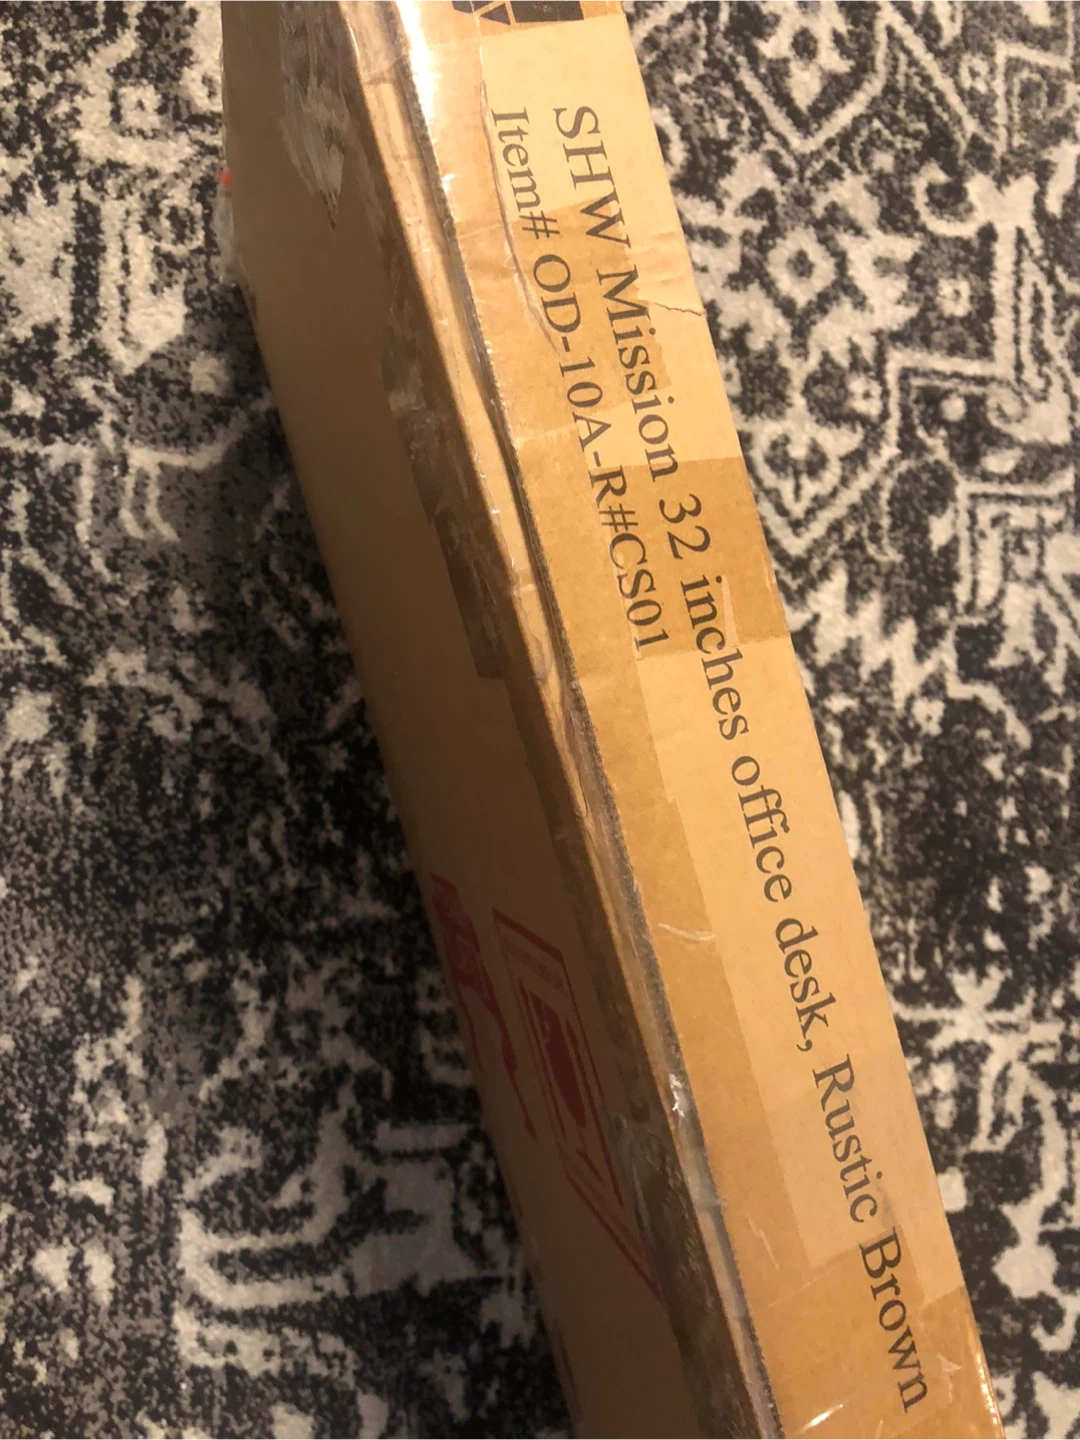 SHW Mission 32 inches office desk, Rustic Brown
Item# OD-10A-R#CS01